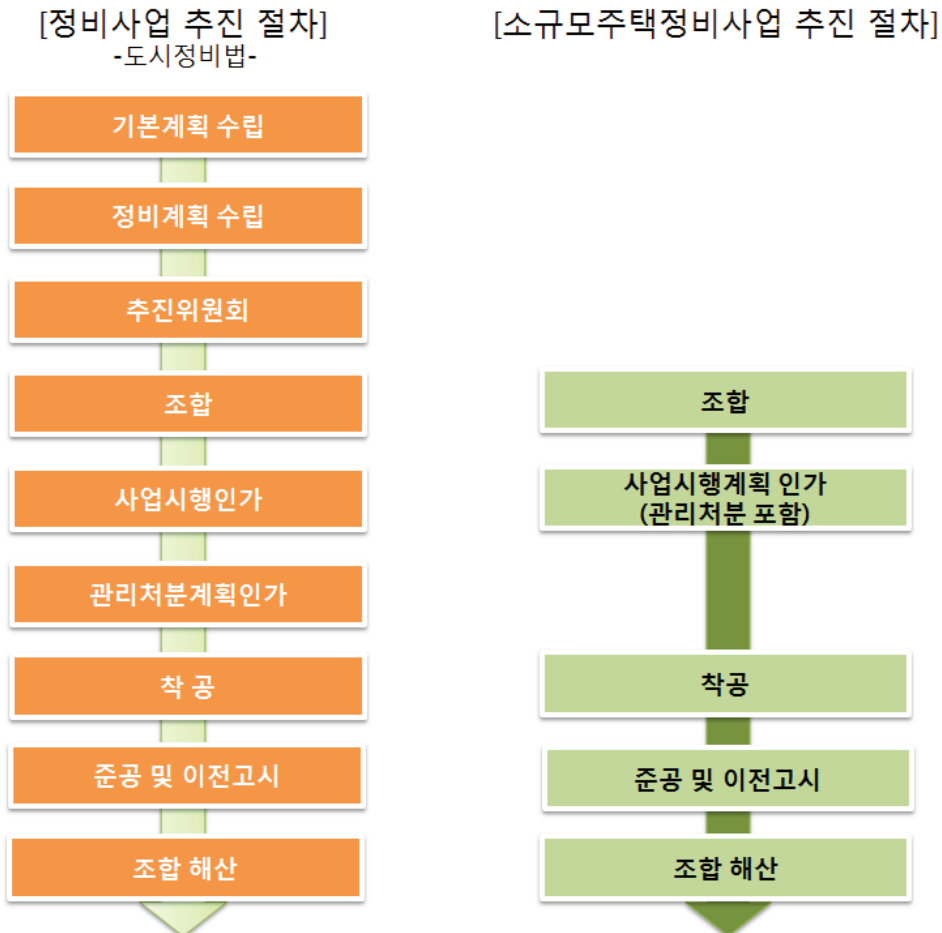 [정비사업 추진 절차]
-도시정비법-
기본계획 수립
정비계획 수립
추진위원회
조합
사업시행인가
관리처분계획인가
착 공
준공 및 이전고시
조합 해산
[소규모주택정비사업 추진 절차]
조합
사업시행계획 인가
(관리처분 포함)
착공
준공 및 이전고시
조합 해산